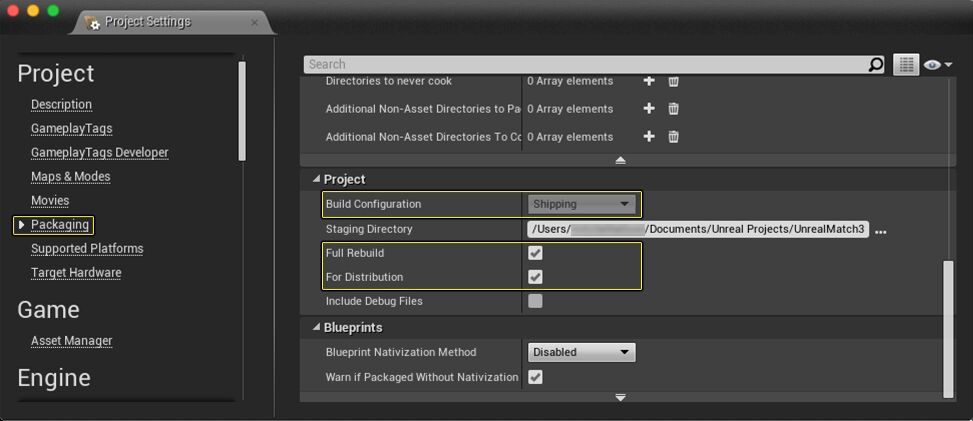 Project Settings
Project
Description
GameplayTags
GameplayTags Developer
Maps & Modes
Movies
Packaging
Supported Platforms
Target Hardware
Game
Asset Manager
Engine
Search
Directories to never cook 0 Array elements
Additional Non-Asset Directories to Pa 0 Array elements
Additional Non-Asset Directories To Co 0 Array elements
Project
Build Configuration Shipping
Staging Directory /Users/ /Documents/Unreal Projects/UnrealMatch3 ...
Full Rebuild
For Distribution
Include Debug Files
Blueprints
Blueprint Nativization Method Disabled
Warn if Packaged Without Nativization